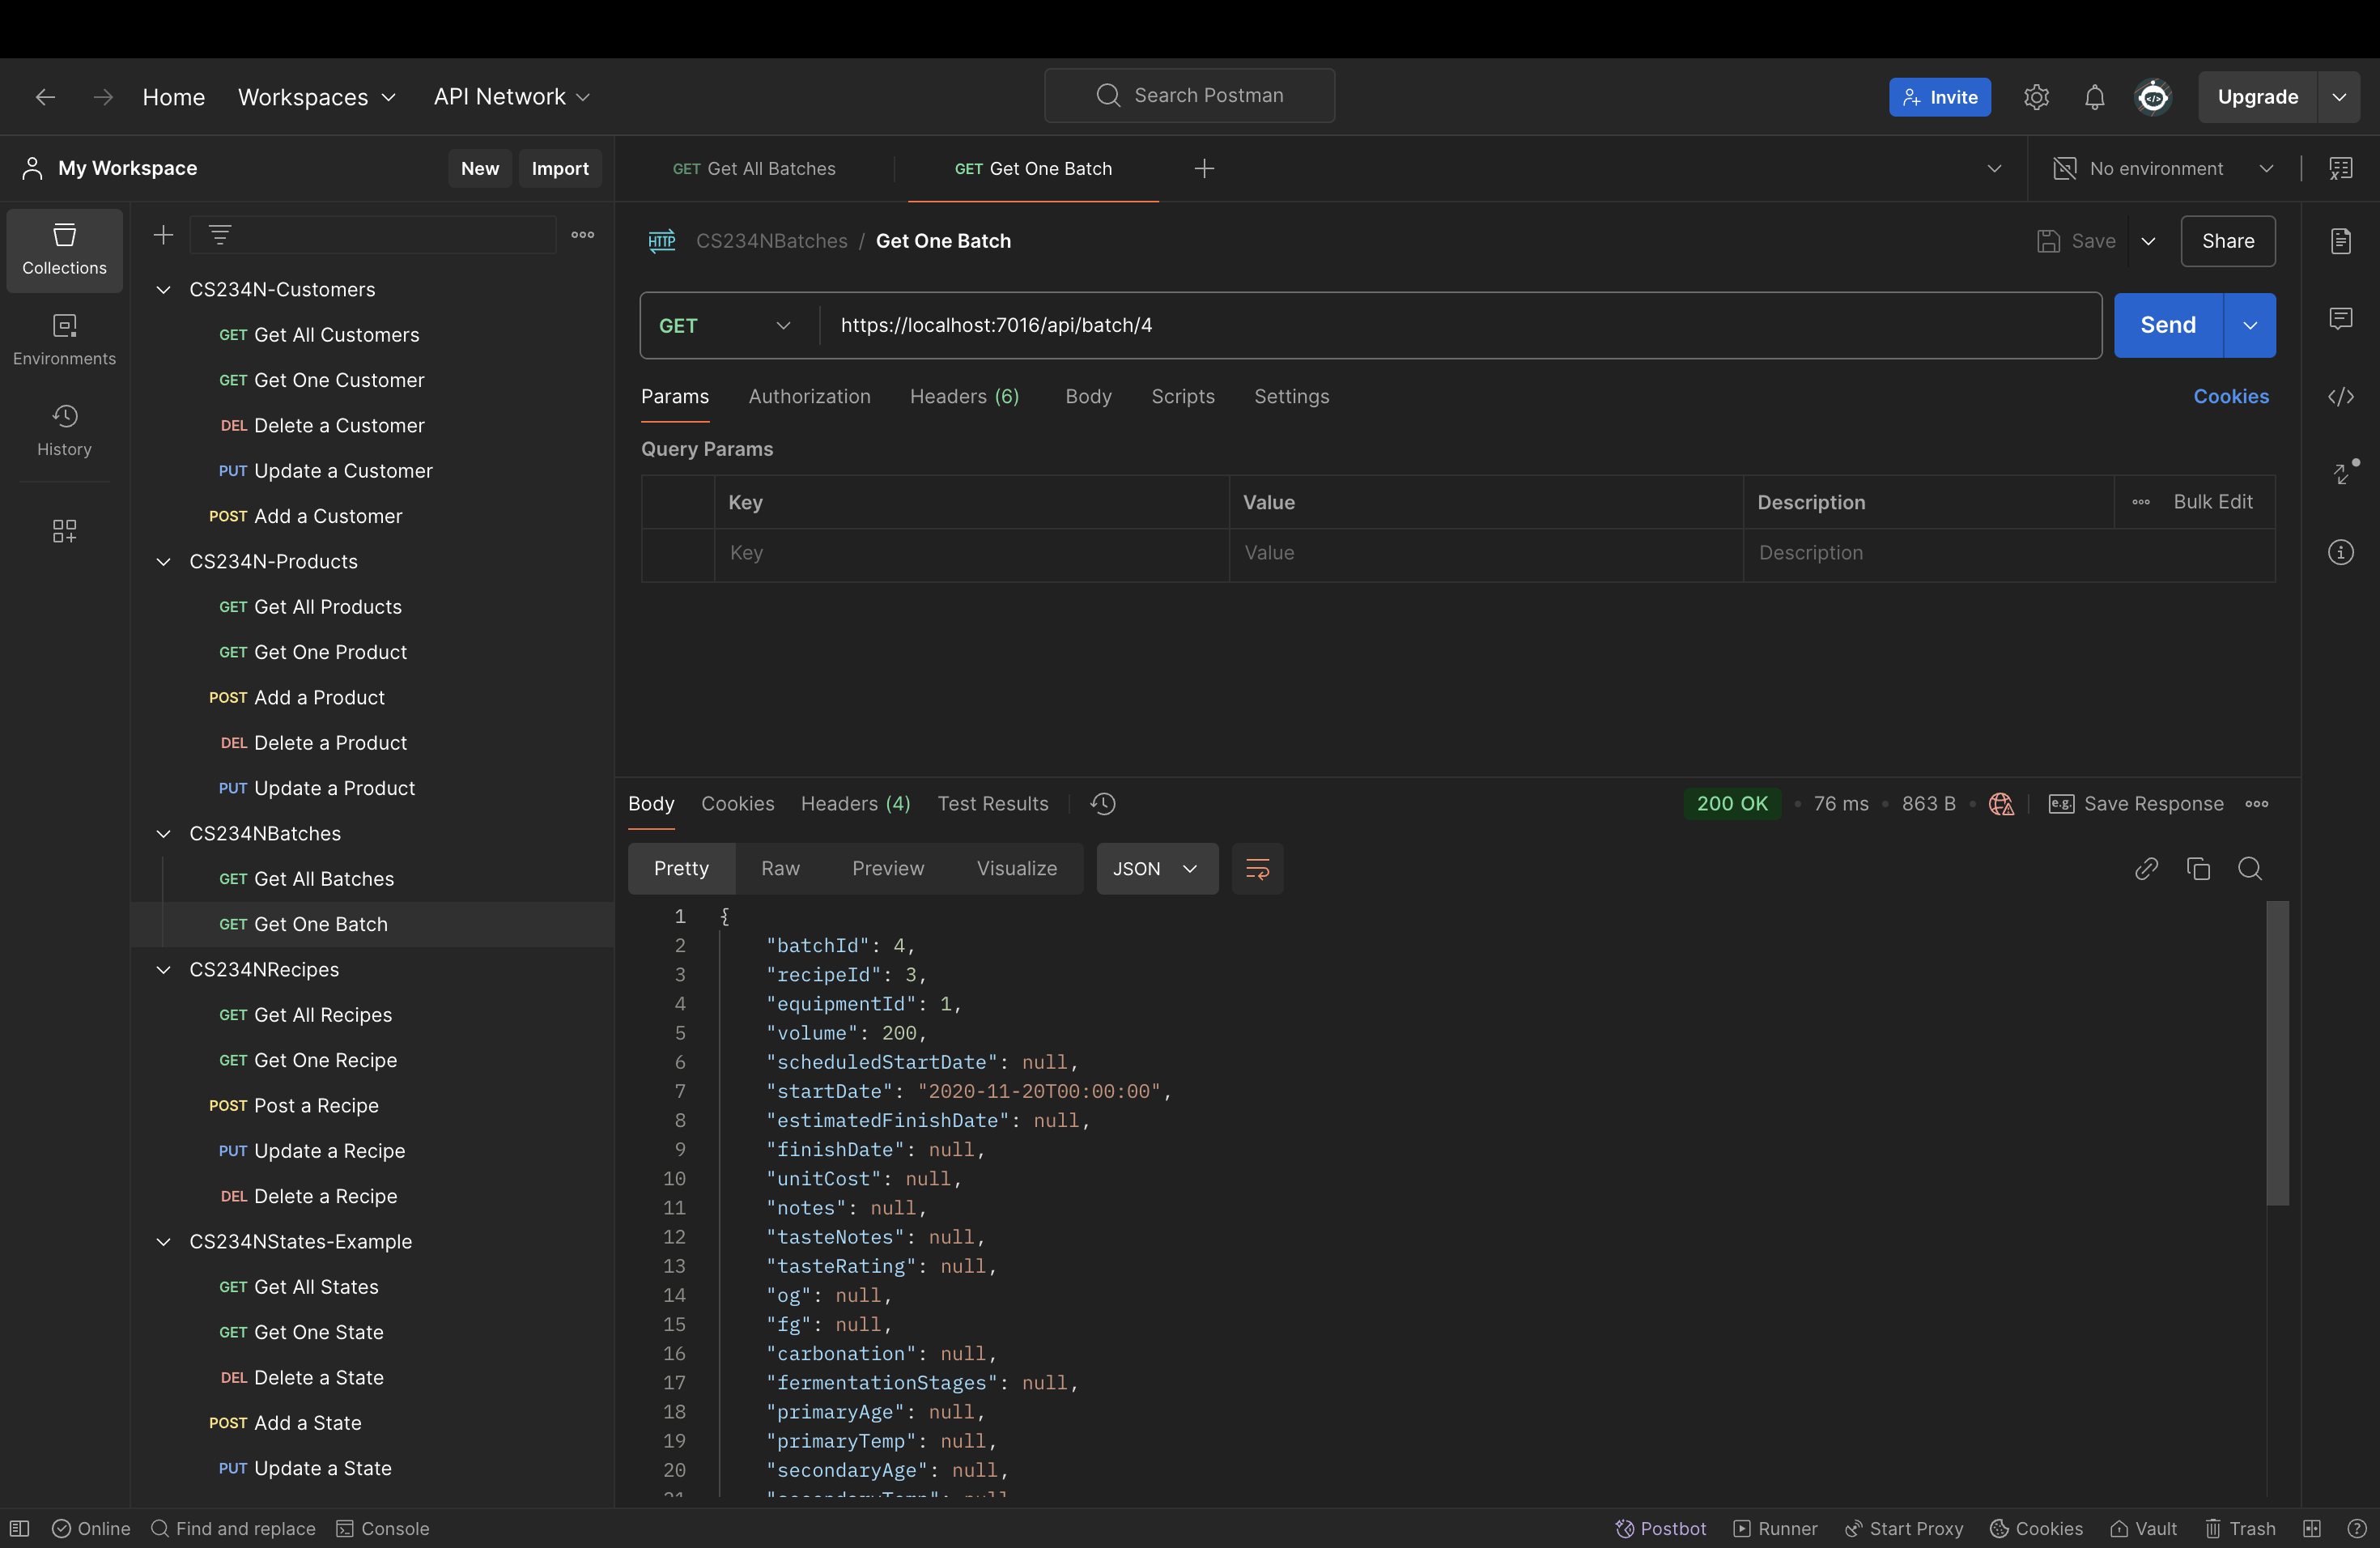 Home Workspaces API Network Search Postman Invite Upgrade
My Workspace New Import
GET Get All Batches GET Get One Batch No environment
Collections
Environments
History
CS234N-Customers
GET Get All Customers
GET Get One Customer
DEL Delete a Customer
PUT Update a Customer
POST Add a Customer
CS234N-Products
GET Get All Products
GET Get One Product
POST Add a Product
DEL Delete a Product
PUT Update a Product
CS234NBatches
GET Get All Batches
GET Get One Batch
CS234NRecipes
GET Get All Recipes
GET Get One Recipe
POST Post a Recipe
PUT Update a Recipe
DEL Delete a Recipe
CS234NStates-Example
GET Get All States
GET Get One State
DEL Delete a State
POST Add a State
PUT Update a State
HTTP CS234NBatches / Get One Batch Save Share
GET https://localhost:7016/api/batch/4 Send
Params Authorization Headers (6) Body Scripts Settings Cookies
Query Params
Key Value Description Bulk Edit
Key Value Description
Body Cookies Headers (4) Test Results 200 OK 76 ms 863 B e.g. Save Response
Pretty Raw Preview Visualize JSON
1 {
2 "batchId": 4,
3 "recipeId": 3,
4 "equipmentId": 1,
5 "volume": 200,
6 "scheduledStartDate": null,
7 "startDate": "2020-11-20T00:00:00",
8 "estimatedFinishDate": null,
9 "finishDate": null,
10 "unitCost": null,
11 "notes": null,
12 "tasteNotes": null,
13 "tasteRating": null,
14 "og": null,
15 "fg": null,
16 "carbonation": null,
17 "fermentationStages": null,
18 "primaryAge": null,
19 "primaryTemp": null,
20 "secondaryAge": null,
Online Find and replace Console Postbot Runner Start Proxy Cookies Vault Trash